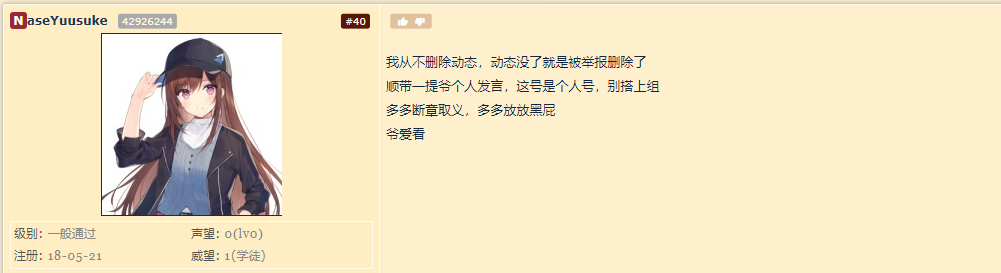 NaseYuusuke 42926244 #40
我从不删除动态，动态没了就是被举报删除了
顺带一提爷个人发言，这号是个人号，别搭上组
多多断章取义，多多放放黑屁
爷爱看
级别: 一般通过 声望: 0(lv0)
注册: 18-05-21 威望: 1(学徒)